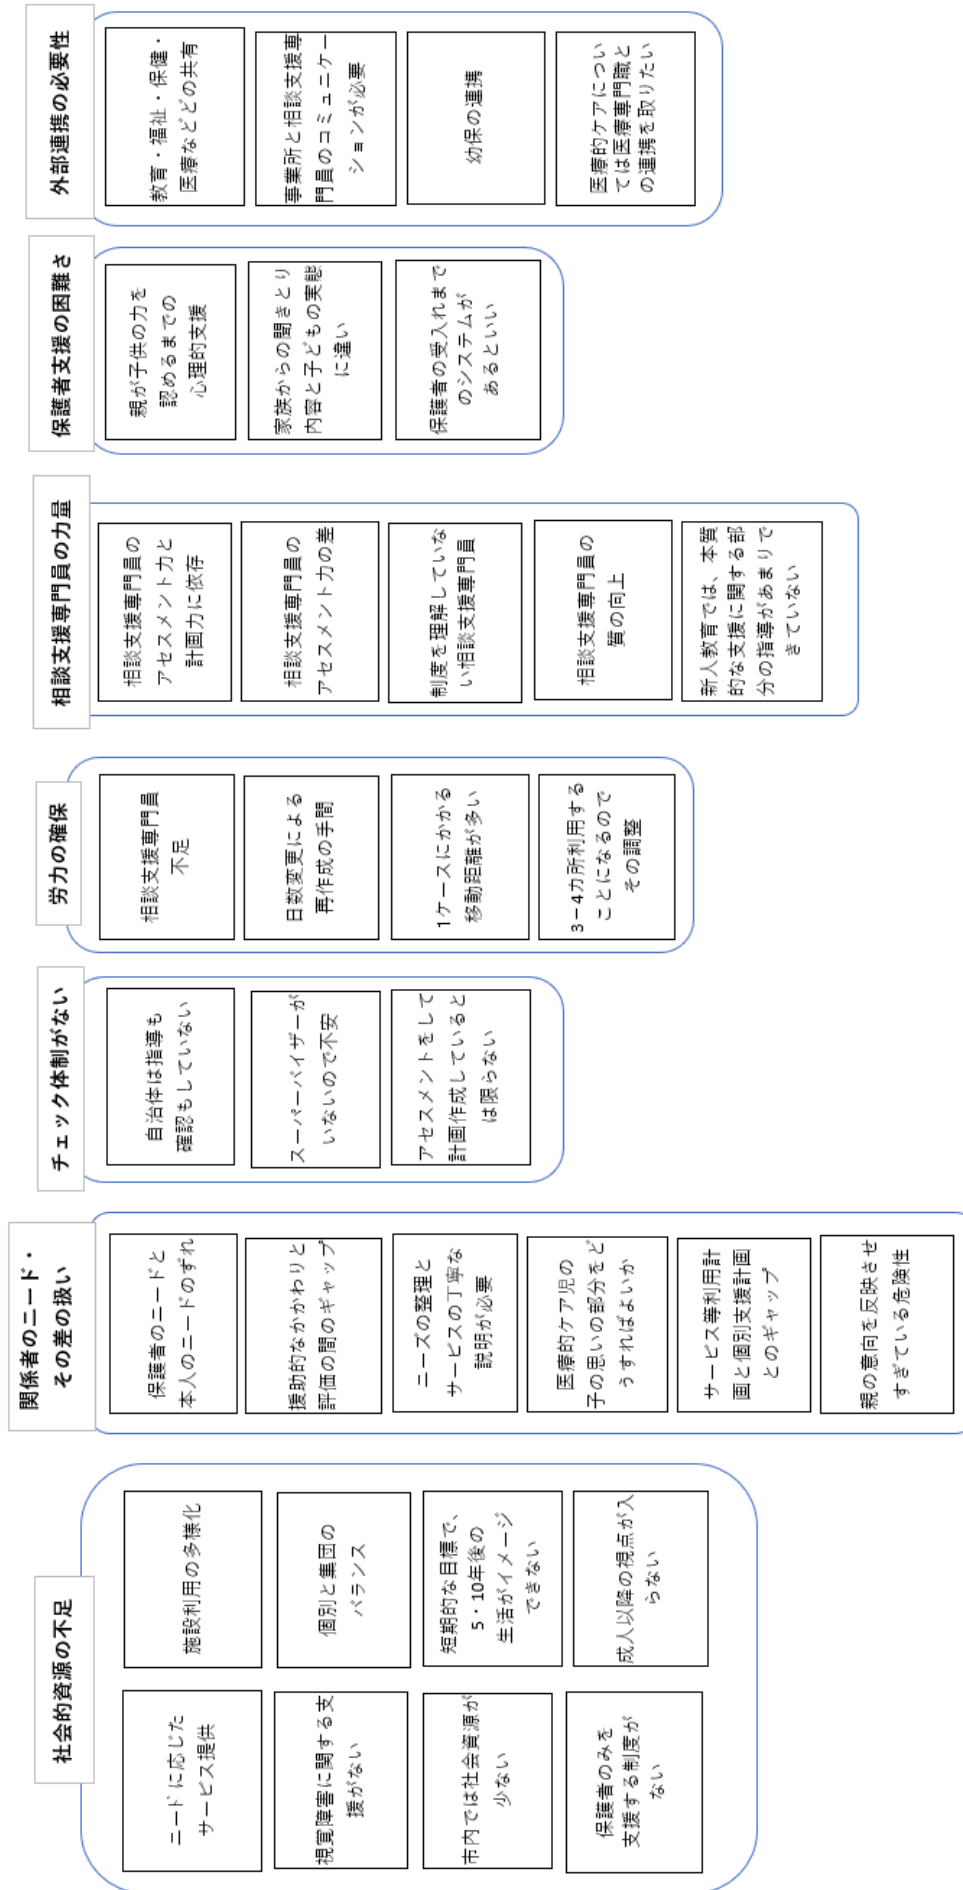 社会的資源の不足
ニードに応じた
サービス提供
施設利用の多様化
視覚障害に関する支
援がない
個別と集団の
バランス
市内では社会資源が
少ない
短期的な目標で、
5・10年後の
生活がイメージ
できない
保護者のみを
支援する制度が
ない
成人以降の視点が入
らない
関係者のニード・
その差の扱い
保護者のニードと
本人のニードのずれ
援助的なかかわりと
評価の間のギャップ
ニーズの整理と
サービスの丁寧な
説明が必要
医療的ケア児の
子の思いの部分をど
うすればよいか
サービス等利用計
画と個別支援計画
とのギャップ
親の意向を反映させ
すぎている危険性
チェック体制がない
自治体は指導も
確認もしていない
スーパーバイザーが
いないので不安
アセスメントをして
計画作成していると
は限らない
労力の確保
相談支援専門員
不足
日数変更による
再作成の手間
1ケースにかかる
移動距離が多い
3-4カ所利用する
ことになるので
その調整
相談支援専門員の力量
相談支援専門員の
アセスメント力と
計画力に依存
相談支援専門員の
アセスメント力の差
制度を理解していな
い相談支援専門員
相談支援専門員の
質の向上
新人教育では、本質
的な支援に関する部
分の指導があまりで
きていない
保護者支援の困難さ
親が子供の力を
認めるまでの
心理的支援
家族からの聞きとり
内容と子どもの実態
に違い
保護者の受入れまで
のシステムが
あるといい
外部連携の必要性
教育・福祉・保健・
医療などどの共有
事業所と相談支援専
門員のコミュニケー
ションが必要
幼保の連携
医療的ケアについ
ては医療専門職と
の連携を取りたい